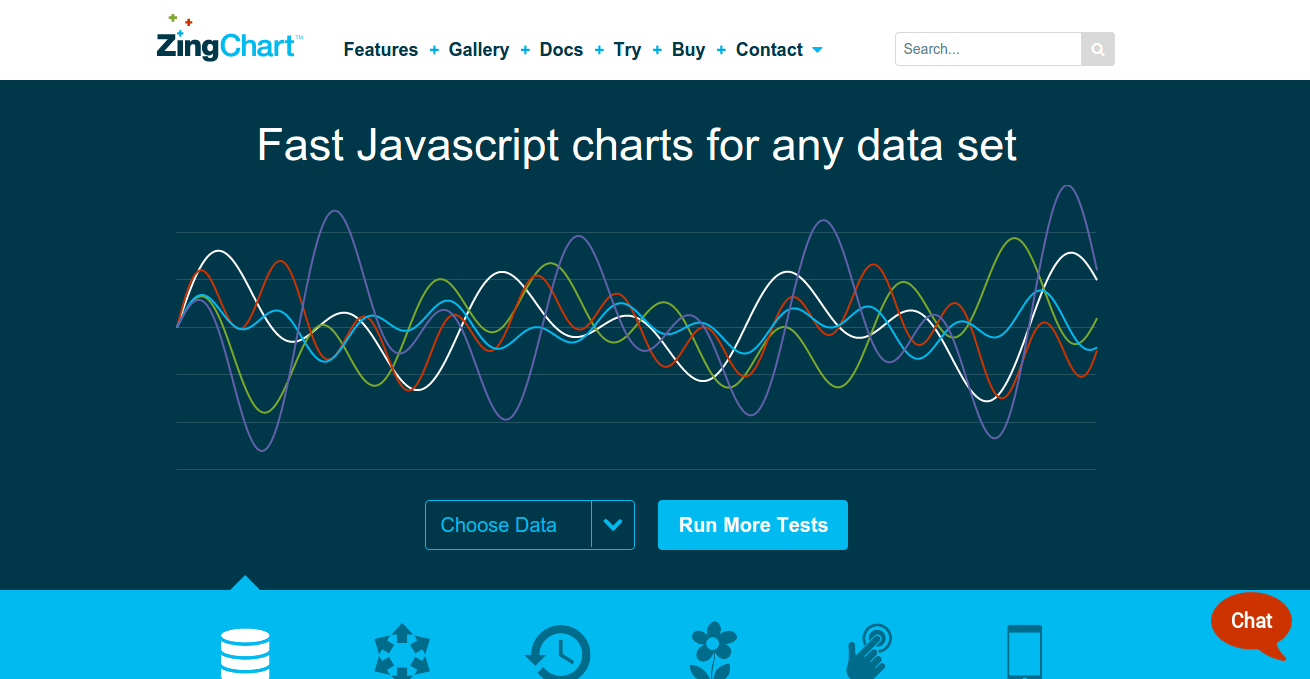 ZingChart™
Features + Gallery + Docs + Try + Buy + Contact
Search...
Fast Javascript charts for any data set
Choose Data
Run More Tests
Chat